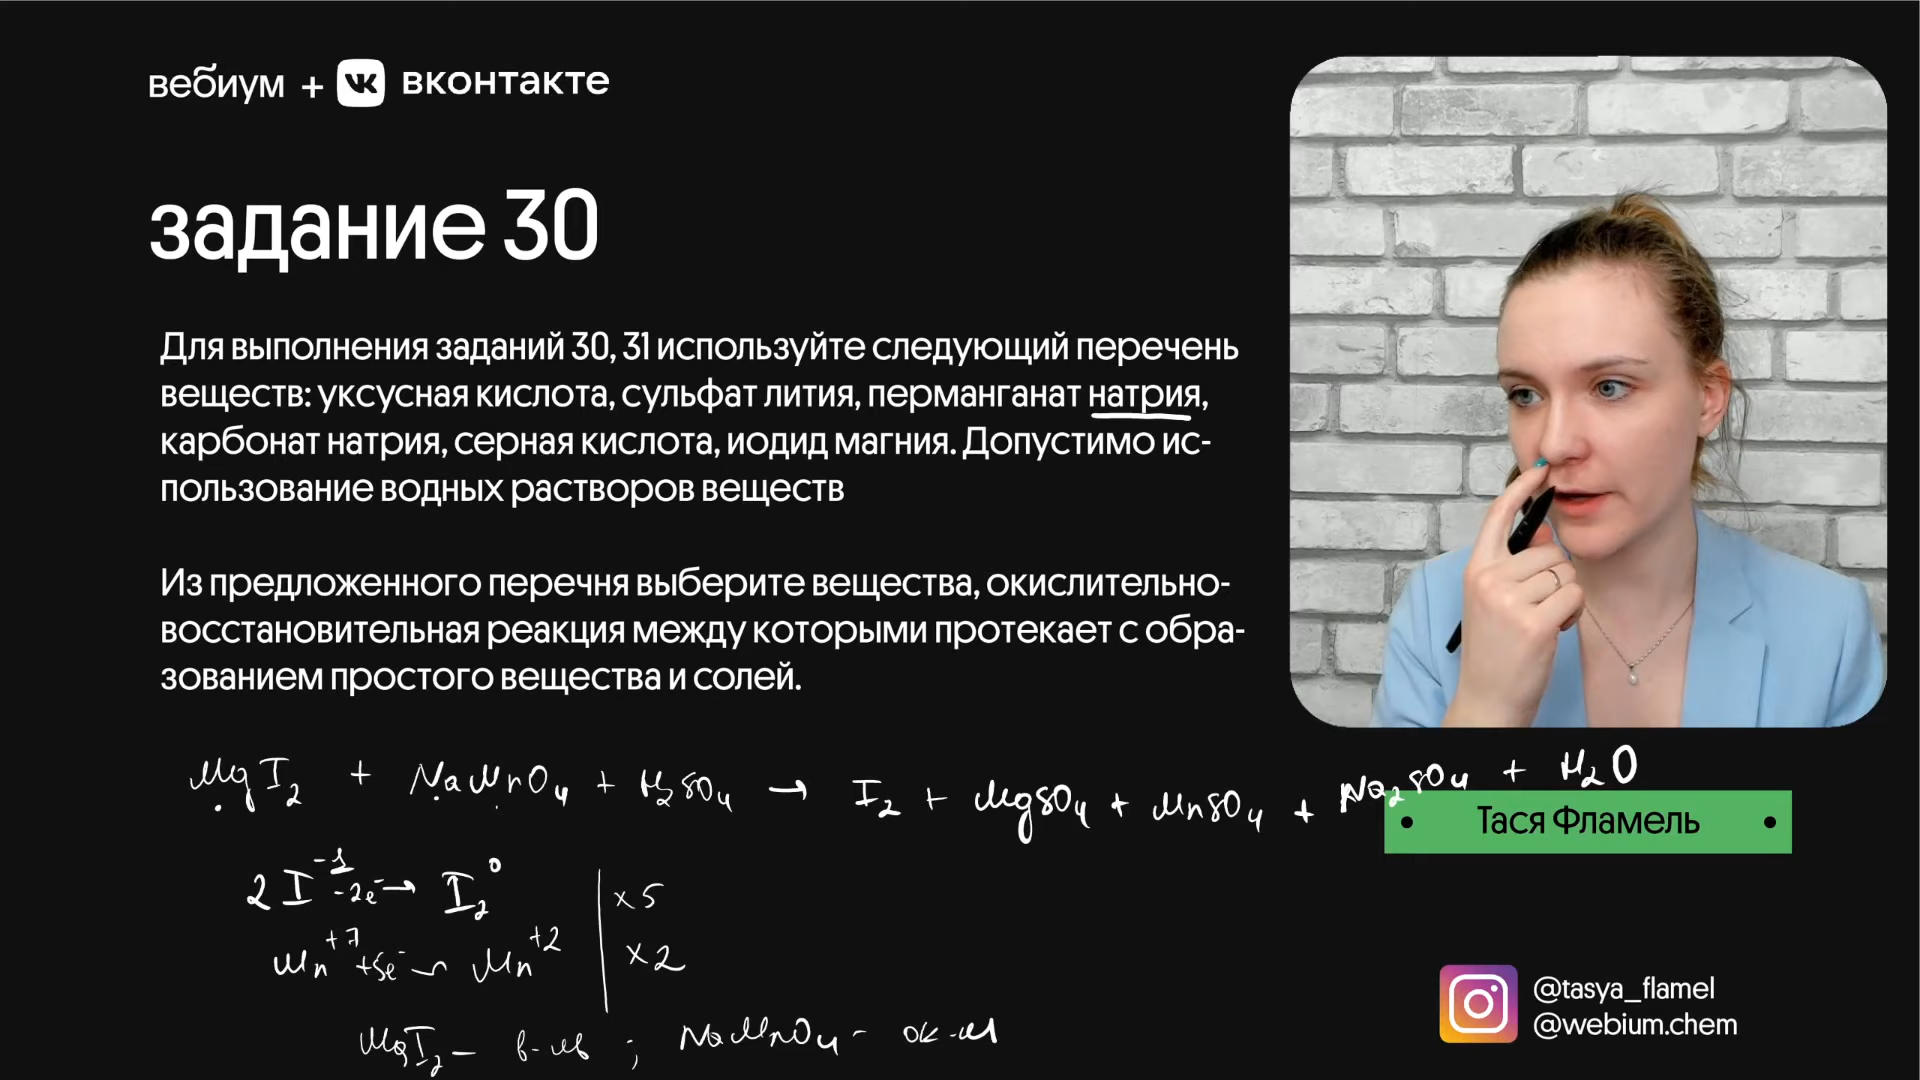 вебиум + вконтакте
задание 30
Для выполнения заданий 30, 31 используйте следующий перечень
веществ: уксусная кислота, сульфат лития, перманганат натрия,
карбонат натрия, серная кислота, иодид магния. Допустимо ис-
пользование водных растворов веществ
Из предложенного перечня выберите вещества, окислительно-
восстановительная реакция между которыми протекает с обра-
зованием простого вещества и солей.
MgI₂ + NaMnO₄ + H₂SO₄ → I₂ + MgSO₄ + MnSO₄ + Na₂SO₄ + H₂O
Тася Фламель
2I⁻¹ -2e⁻ → I₂⁰ | x5
Mn⁺⁷ +5e⁻ → Mn⁺² | x2
MgI₂ – в-ль ; NaMnO₄ – ок-ль
@tasya_flamel
@webium.chem